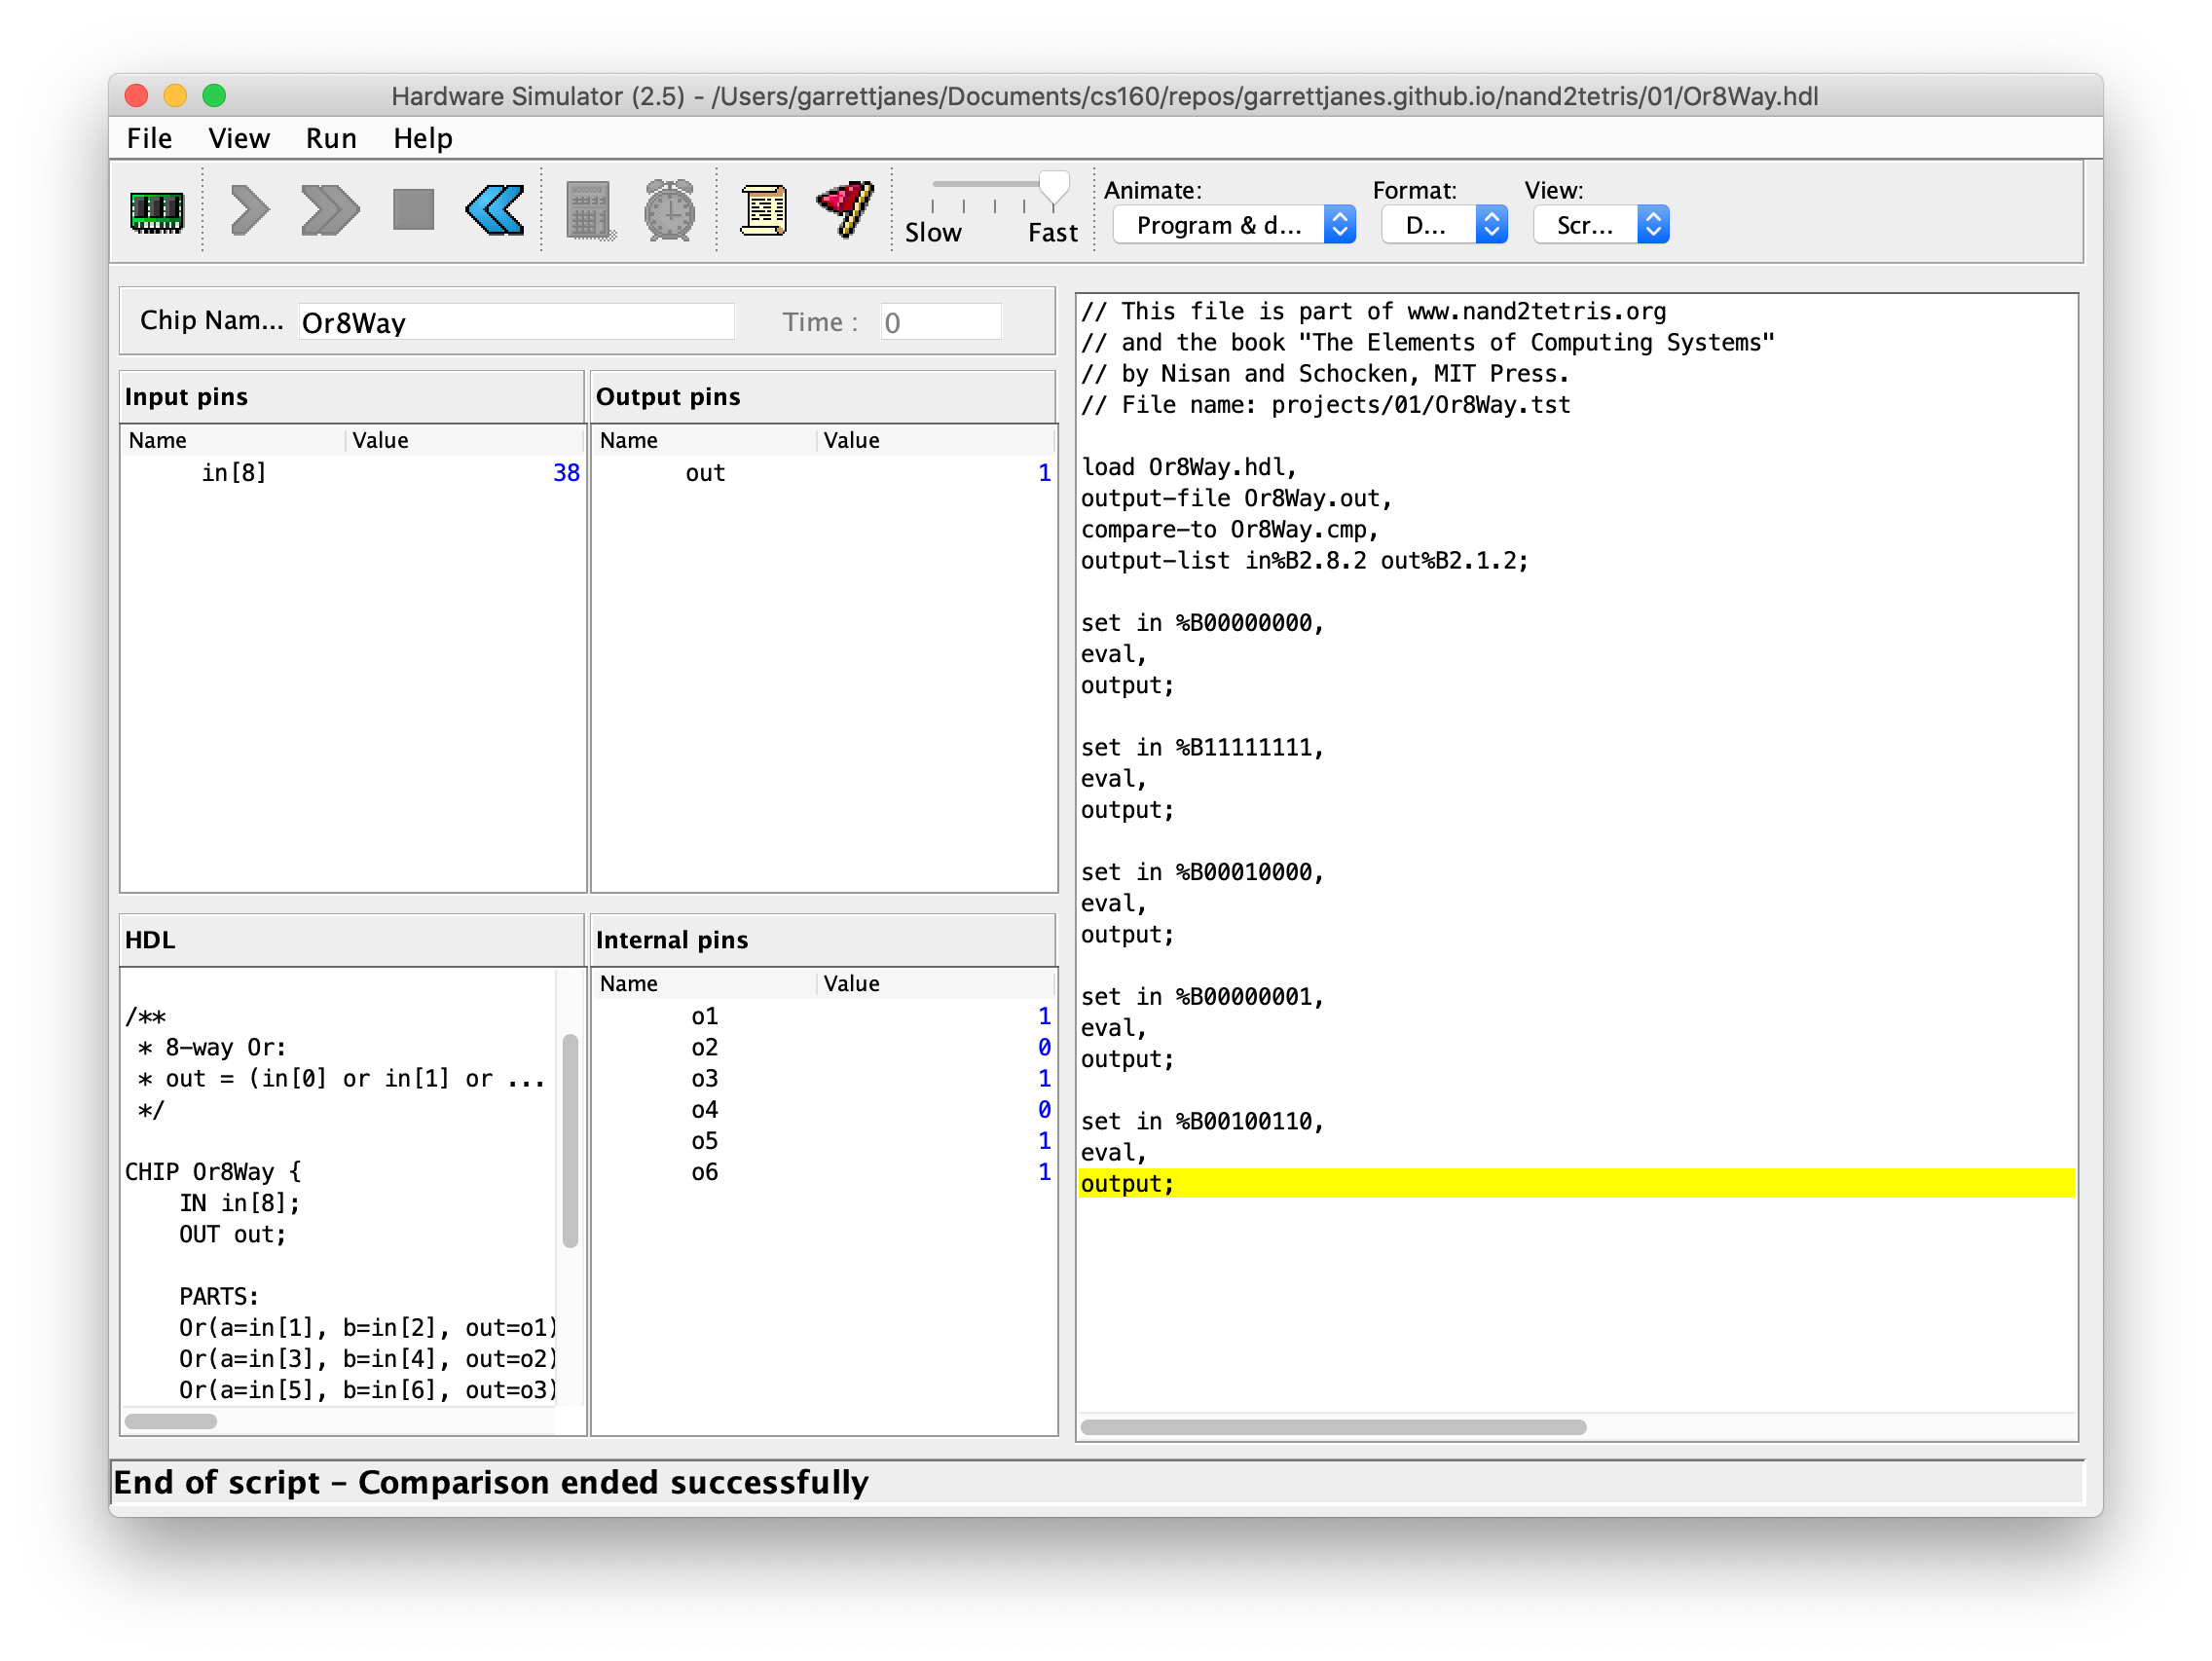 Hardware Simulator (2.5) - /Users/garrettjanes/Documents/cs160/repos/garrettjanes.github.io/nand2tetris/01/Or8Way.hdl
File View Run Help
Slow Fast
Animate: Format: View:
Program & d... D... Scr...
Chip Nam... Or8Way Time : 0
Input pins
Name Value
in[8] 38
Output pins
Name Value
out 1
HDL
/**
 * 8-way Or:
 * out = (in[0] or in[1] or ...
 */
CHIP Or8Way {
    IN in[8];
    OUT out;
    PARTS:
    Or(a=in[1], b=in[2], out=o1)
    Or(a=in[3], b=in[4], out=o2)
    Or(a=in[5], b=in[6], out=o3)
Internal pins
Name Value
o1 1
o2 0
o3 1
o4 0
o5 1
o6 1
// This file is part of www.nand2tetris.org
// and the book "The Elements of Computing Systems"
// by Nisan and Schocken, MIT Press.
// File name: projects/01/Or8Way.tst
load Or8Way.hdl,
output-file Or8Way.out,
compare-to Or8Way.cmp,
output-list in%B2.8.2 out%B2.1.2;
set in %B00000000,
eval,
output;
set in %B11111111,
eval,
output;
set in %B00010000,
eval,
output;
set in %B00000001,
eval,
output;
set in %B00100110,
eval,
output;
End of script - Comparison ended successfully